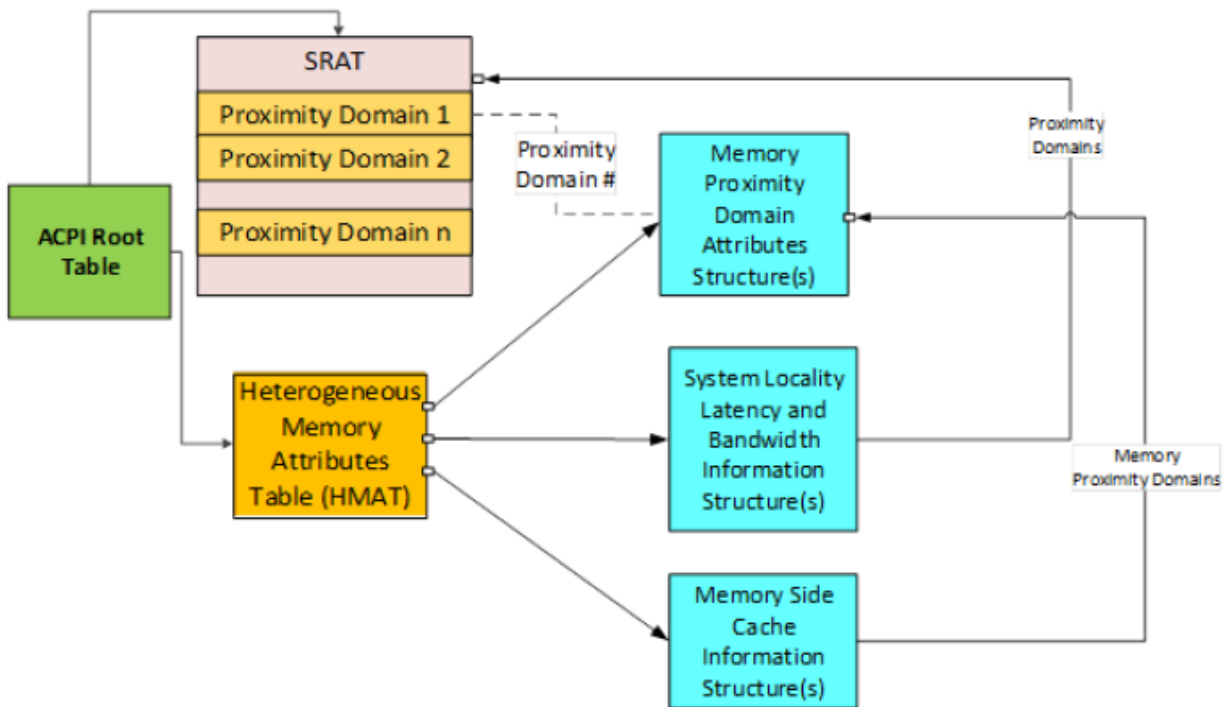 SRAT
Proximity Domain 1
Proximity Domain 2
Proximity Domain n
ACPI Root
Table
Proximity
Domain #
Memory
Proximity
Domain
Attributes
Structure(s)
Proximity
Domains
Heterogeneous
Memory
Attributes
Table (HMAT)
System Locality
Latency and
Bandwidth
Information
Structure(s)
Memory
Proximity Domains
Memory Side
Cache
Information
Structure(s)